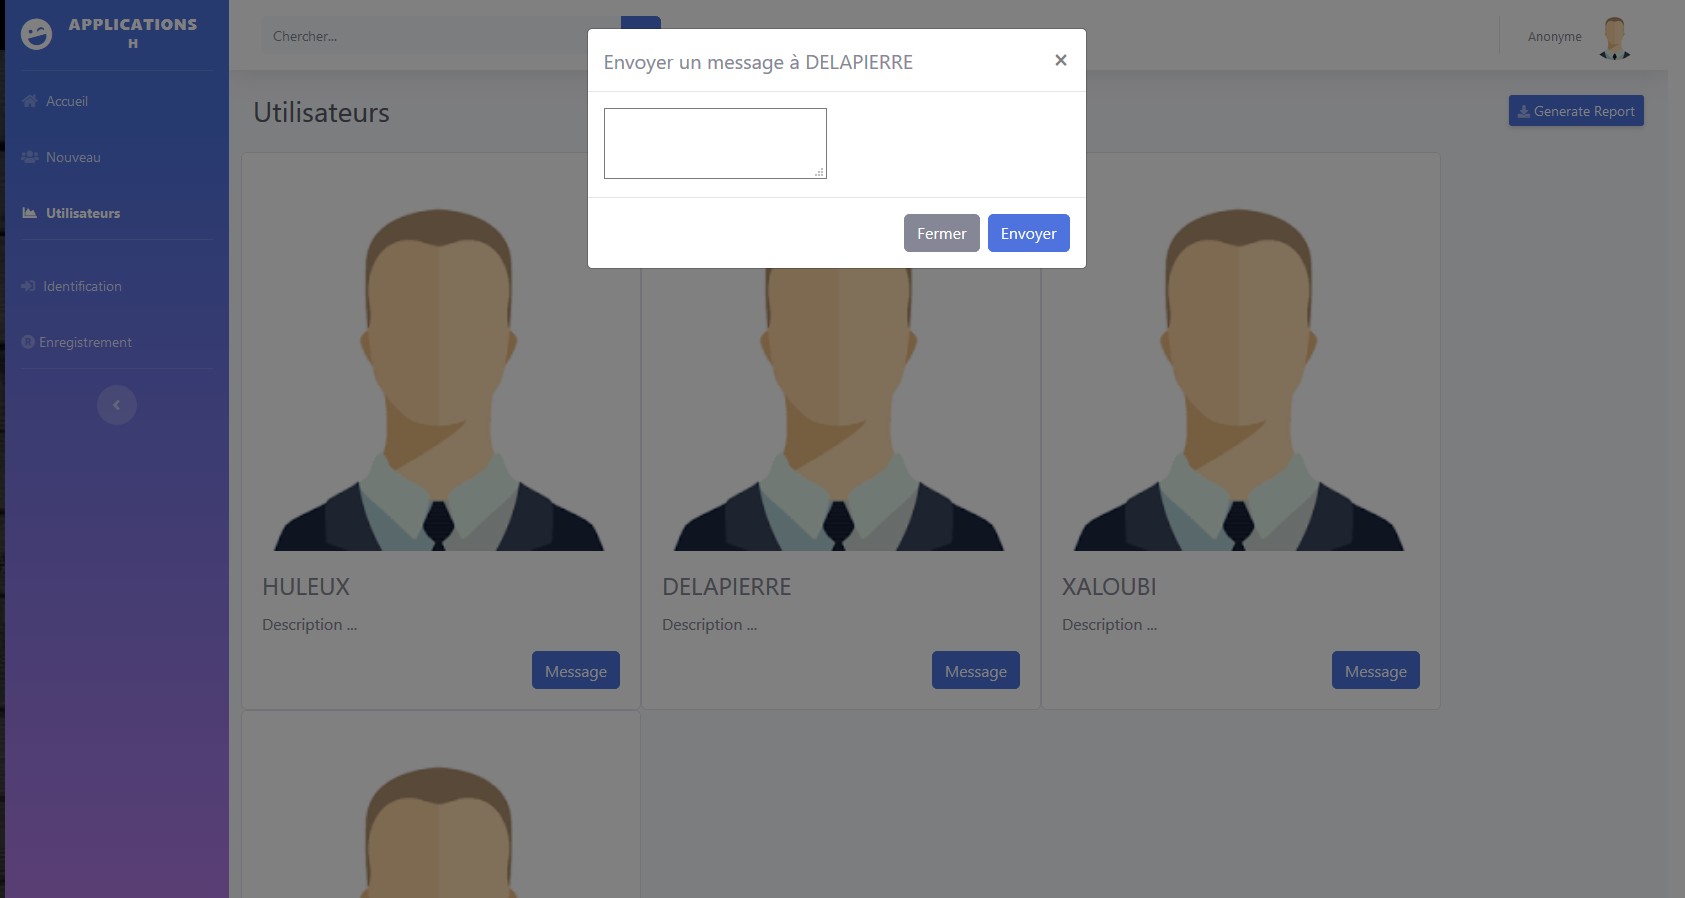 APPLICATIONS
H
Accueil
Nouveau
Utilisateurs
Identification
Enregistrement
Chercher...
Anonyme
Utilisateurs
Generate Report
Envoyer un message à DELAPIERRE
×
Fermer
Envoyer
HULEUX
Description ...
Message
DELAPIERRE
Description ...
Message
XALOUBI
Description ...
Message